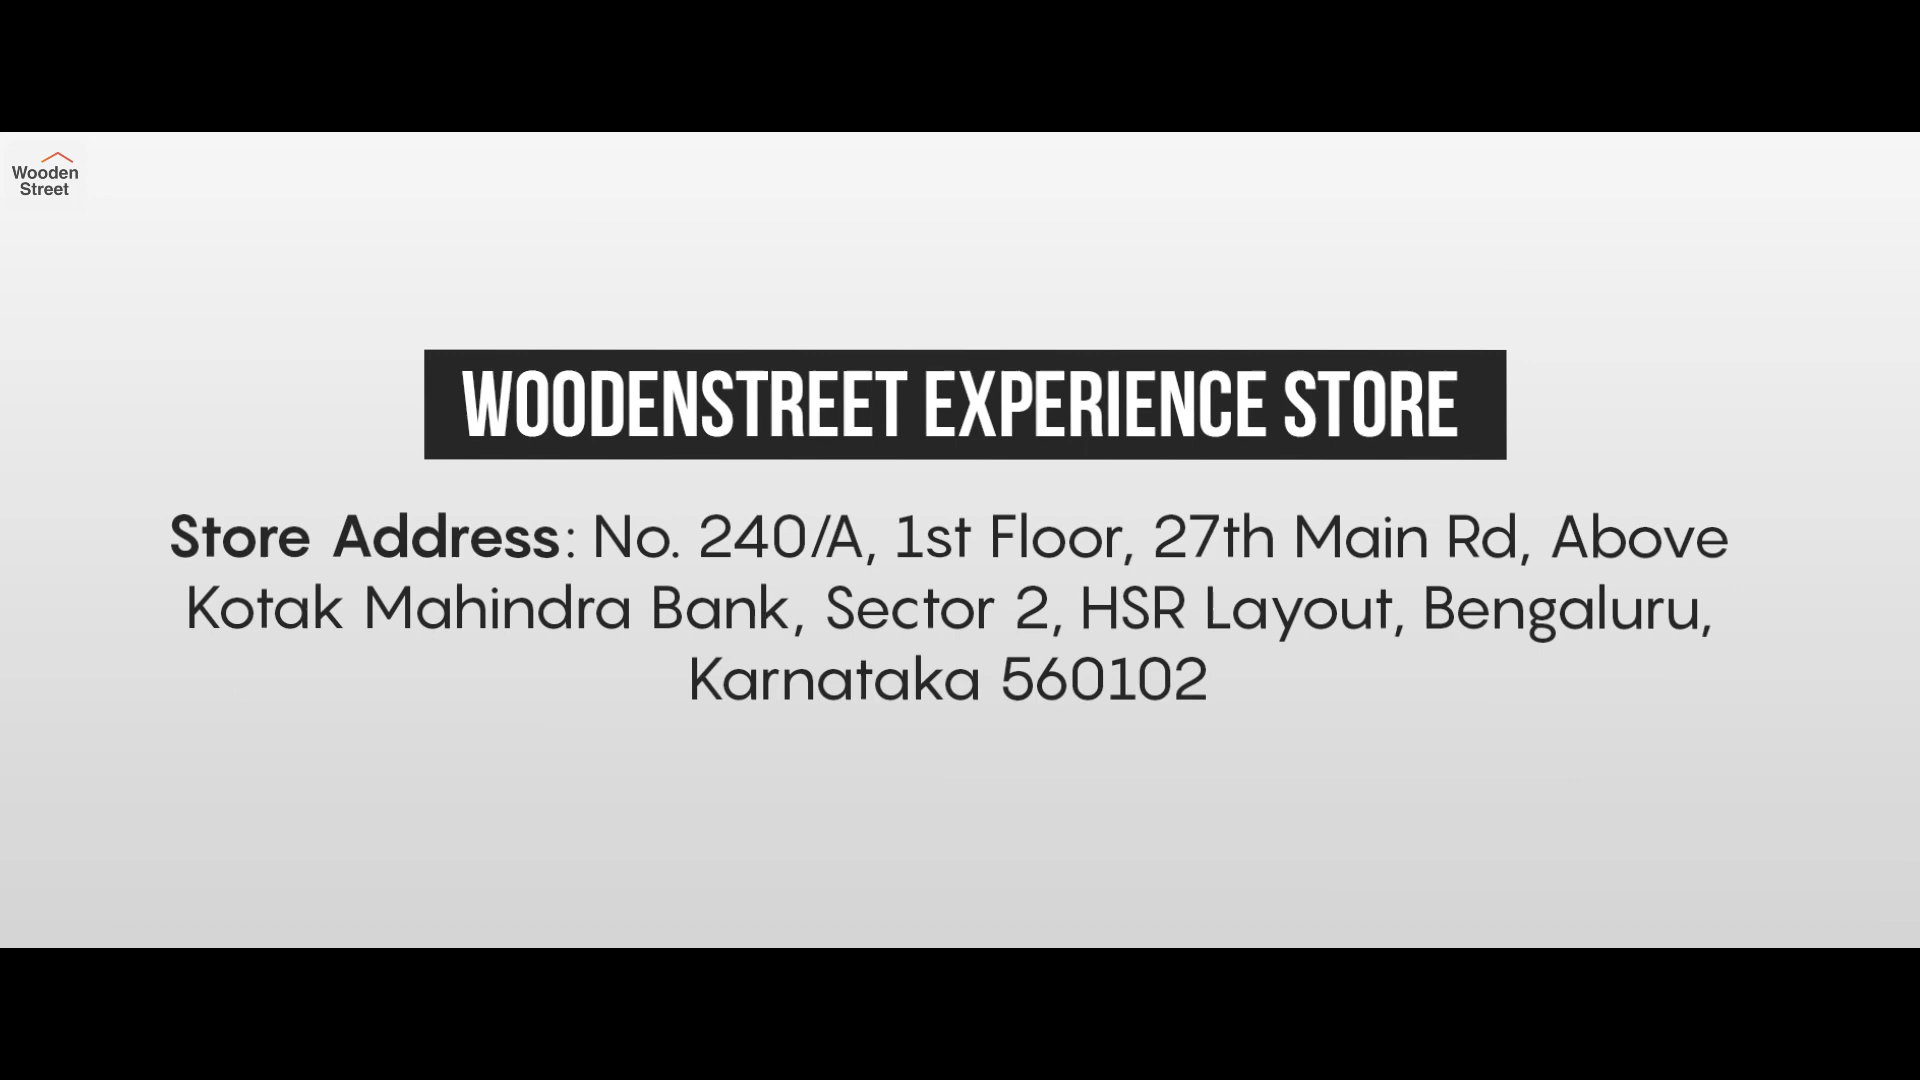 Wooden
Street
WOODENSTREET EXPERIENCE STORE
Store Address: No. 240/A, 1st Floor, 27th Main Rd, Above
Kotak Mahindra Bank, Sector 2, HSR Layout, Bengaluru,
Karnataka 560102